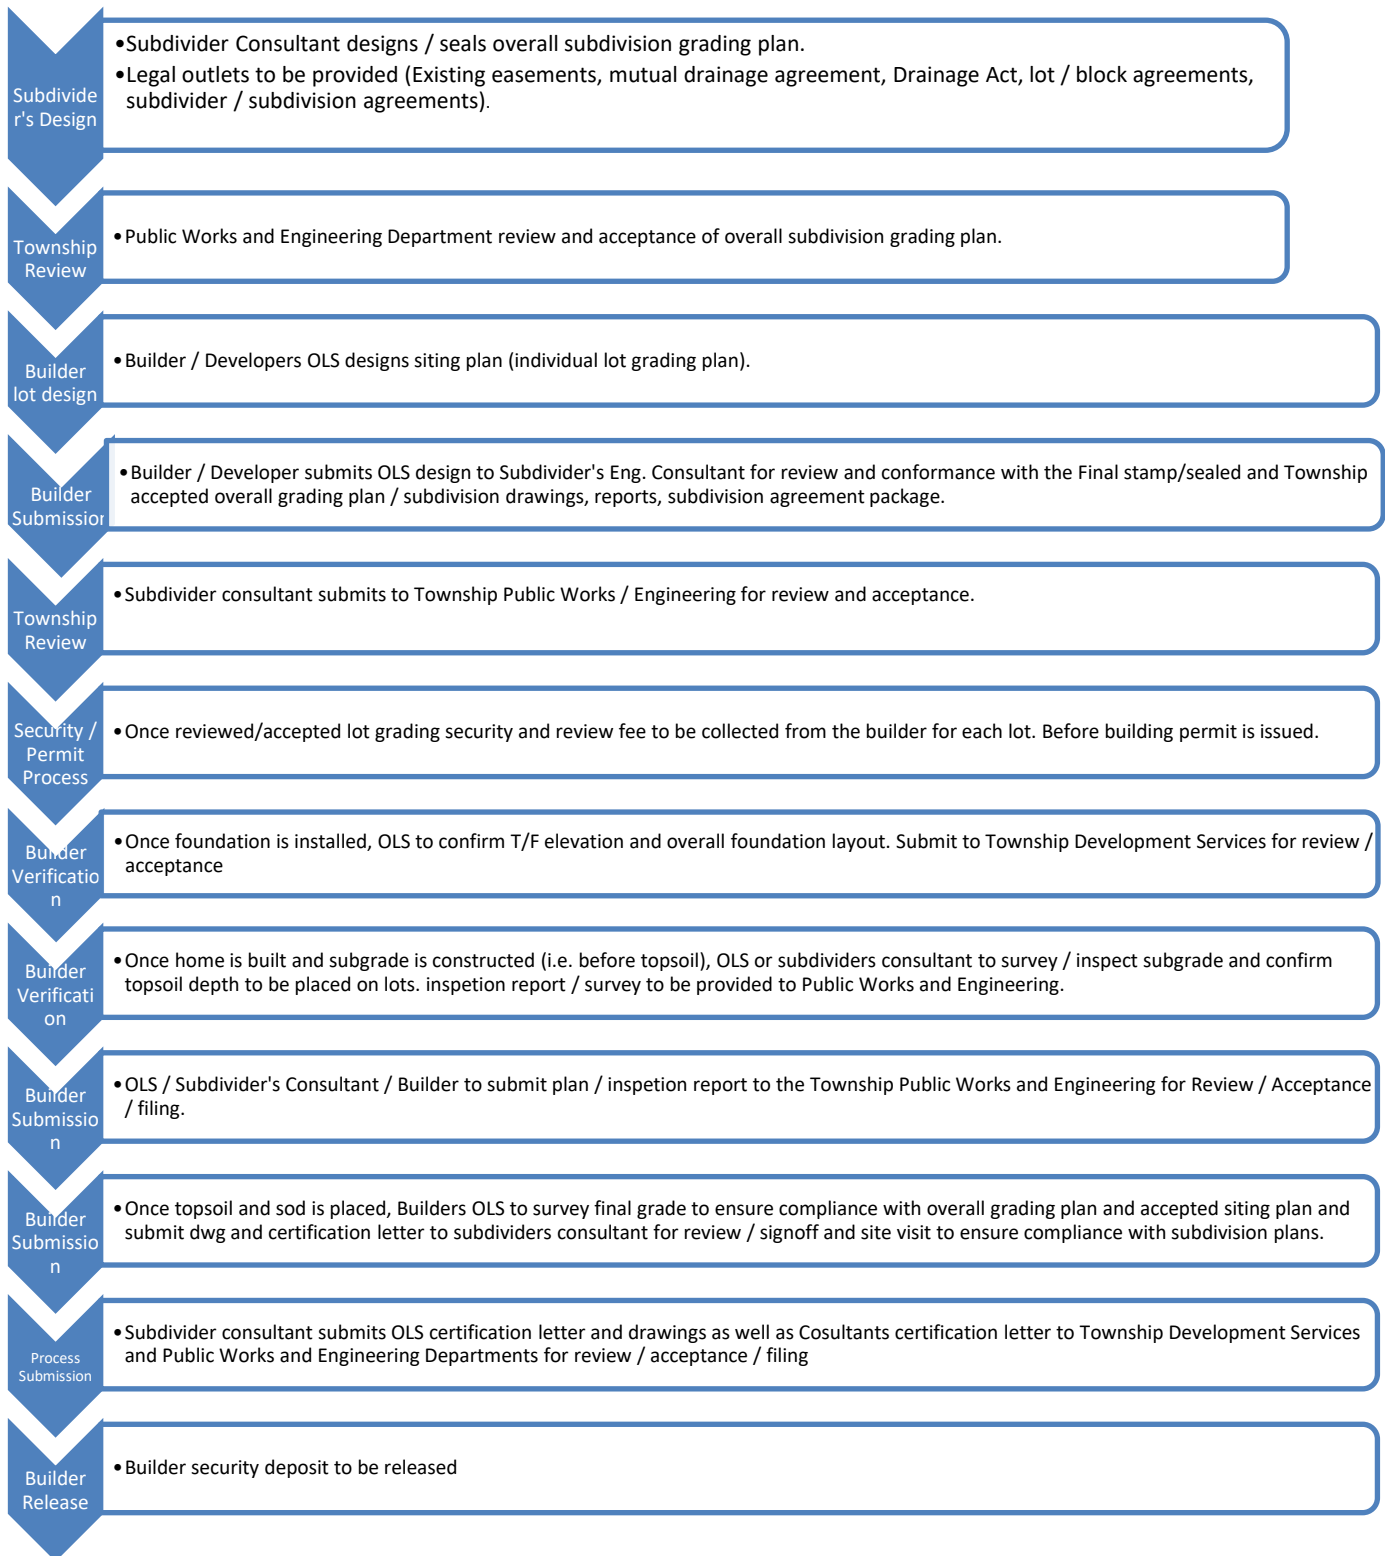 Subdivide
r's Design
•Subdivider Consultant designs / seals overall subdivision grading plan.
•Legal outlets to be provided (Existing easements, mutual drainage agreement, Drainage Act, lot / block agreements,
subdivider / subdivision agreements).
Township
Review
•Public Works and Engineering Department review and acceptance of overall subdivision grading plan.
Builder
lot design
•Builder / Developers OLS designs siting plan (individual lot grading plan).
Builder
Submission
•Builder / Developer submits OLS design to Subdivider's Eng. Consultant for review and conformance with the Final stamp/sealed and Township
accepted overall grading plan / subdivision drawings, reports, subdivision agreement package.
Township
Review
•Subdivider consultant submits to Township Public Works / Engineering for review and acceptance.
Security /
Permit
Process
•Once reviewed/accepted lot grading security and review fee to be collected from the builder for each lot. Before building permit is issued.
Builder
Verificatio
n
•Once foundation is installed, OLS to confirm T/F elevation and overall foundation layout. Submit to Township Development Services for review /
acceptance
Builder
Verificati
on
•Once home is built and subgrade is constructed (i.e. before topsoil), OLS or subdividers consultant to survey / inspect subgrade and confirm
topsoil depth to be placed on lots. inspetion report / survey to be provided to Public Works and Engineering.
Builder
Submissio
n
•OLS / Subdivider's Consultant / Builder to submit plan / inspetion report to the Township Public Works and Engineering for Review / Acceptance
/ filing.
Builder
Submissio
n
•Once topsoil and sod is placed, Builders OLS to survey final grade to ensure compliance with overall grading plan and accepted siting plan and
submit dwg and certification letter to subdividers consultant for review / signoff and site visit to ensure compliance with subdivision plans.
Process
Submission
•Subdivider consultant submits OLS certification letter and drawings as well as Cosultants certification letter to Township Development Services
and Public Works and Engineering Departments for review / acceptance / filing
Builder
Release
•Builder security deposit to be released